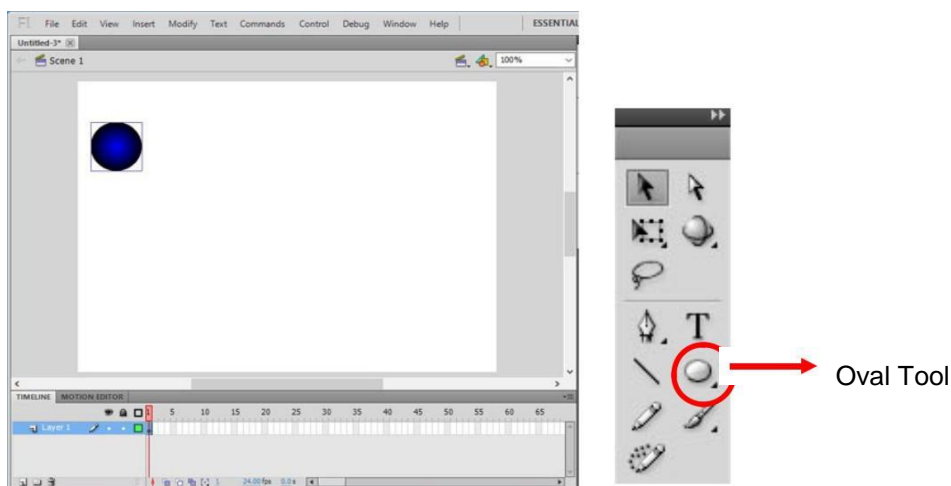 Fl File Edit View Insert Modify Text Commands Control Debug Window Help ESSENTIAL
Untitled-3*
Scene 1 100%
Oval Tool
TIMELINE MOTION EDITOR
1 5 10 15 20 25 30 35 40 45 50 55 60 65
Layer 1
1 24.00 fps 0.0 s
T